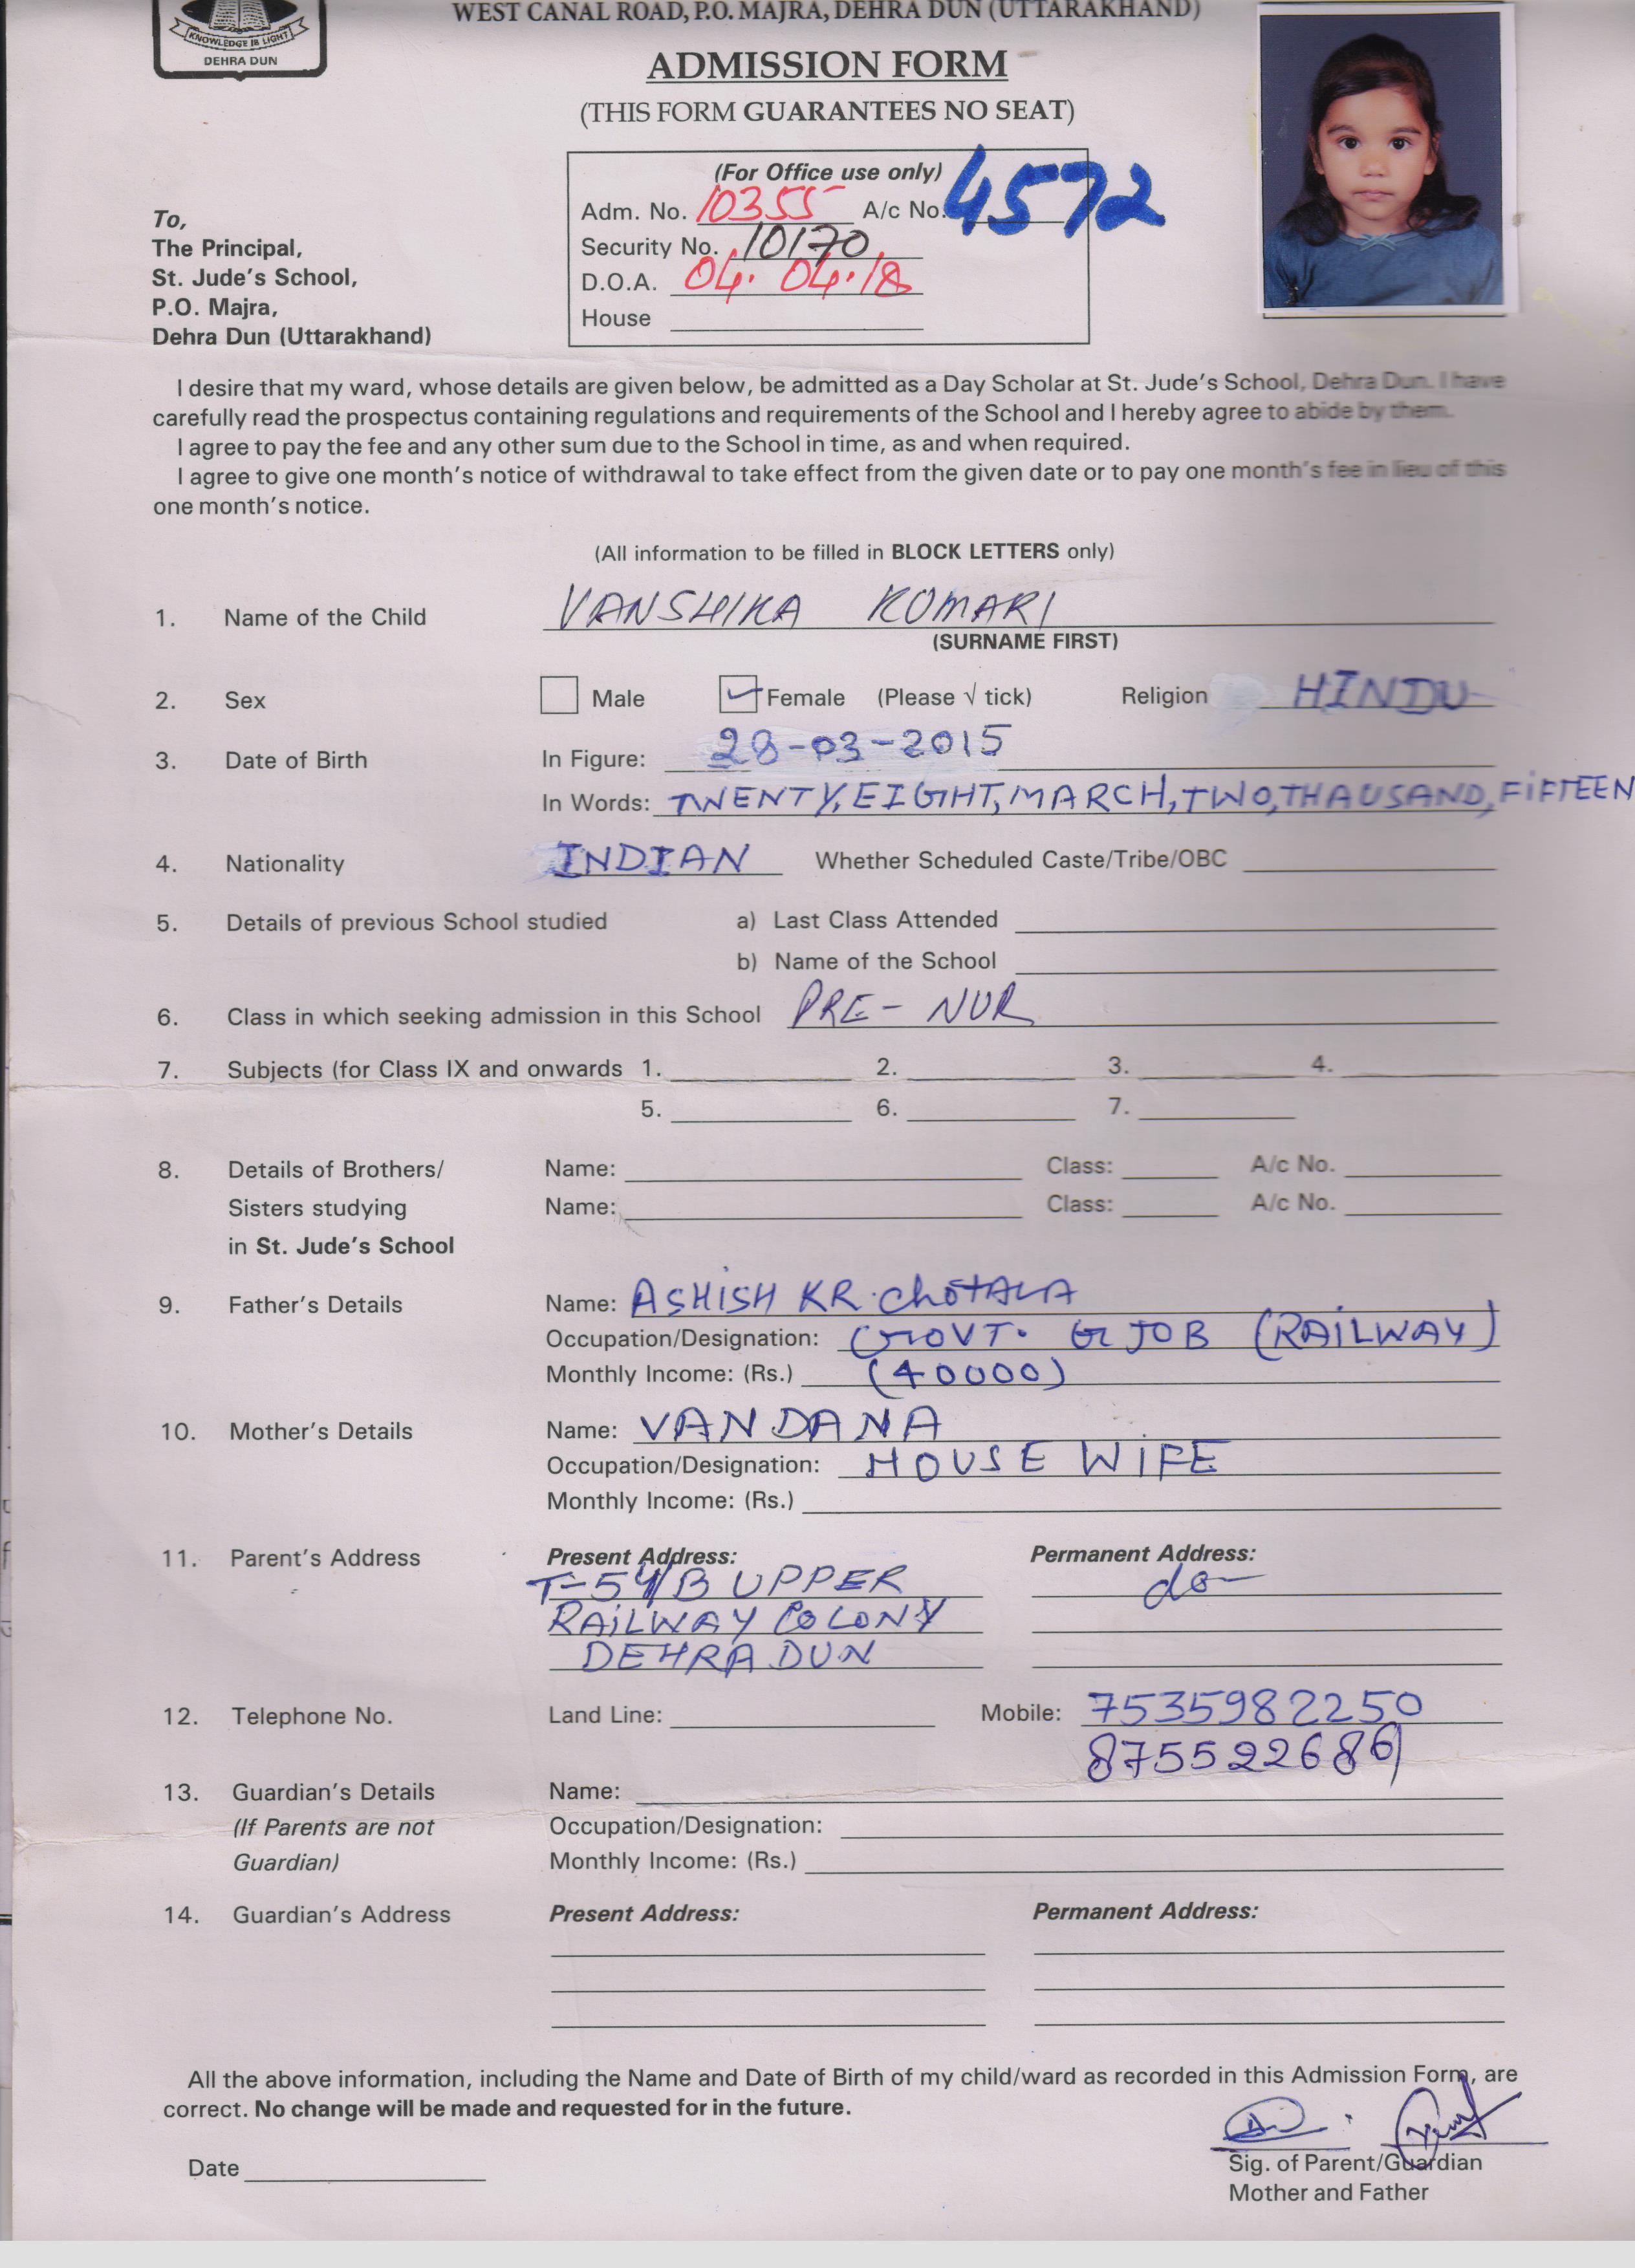 WEST CANAL ROAD, P.O. MAJRA, DEHRA DUN (UTTARAKHAND)
KNOWLEDGE IS LIGHT
DEHRA DUN
ADMISSION FORM
(THIS FORM GUARANTEES NO SEAT)
(For Office use only)
Adm. No. 10355 A/c No. 4572
Security No. 10170
D.O.A. 04.04.18
House
To,
The Principal,
St. Jude's School,
P.O. Majra,
Dehra Dun (Uttarakhand)
I desire that my ward, whose details are given below, be admitted as a Day Scholar at St. Jude's School, Dehra Dun. I have
carefully read the prospectus containing regulations and requirements of the School and I hereby agree to abide by them.
I agree to pay the fee and any other sum due to the School in time, as and when required.
I agree to give one month's notice of withdrawal to take effect from the given date or to pay one month's fee in lieu of this
one month's notice.
(All information to be filled in BLOCK LETTERS only)
1. Name of the Child VANSHIKA KUMARI
(SURNAME FIRST)
2. Sex Male ✓ Female (Please √ tick) Religion HINDU
3. Date of Birth In Figure: 28-03-2015
In Words: TWENTY, EIGHT, MARCH, TWO, THAUSAND, FIFTEEN
4. Nationality INDIAN Whether Scheduled Caste/Tribe/OBC
5. Details of previous School studied a) Last Class Attended
b) Name of the School
6. Class in which seeking admission in this School PRE-NUR
7. Subjects (for Class IX and onwards 1. 2. 3. 4.
5. 6. 7.
8. Details of Brothers/ Name: Class: A/c No.
Sisters studying Name: Class: A/c No.
in St. Jude's School
9. Father's Details Name: ASHISH KR. ChOTALA
Occupation/Designation: GOVT. G JOB (RAILWAY)
Monthly Income: (Rs.) (40000)
10. Mother's Details Name: VANDANA
Occupation/Designation: HOUSE WIFE
Monthly Income: (Rs.)
11. Parent's Address Present Address: Permanent Address:
T-54/B UPPER do
RAILWAY COLONY
DEHRADUN
12. Telephone No. Land Line: Mobile: 7535982250
8755226861
13. Guardian's Details Name:
(If Parents are not Occupation/Designation:
Guardian) Monthly Income: (Rs.)
14. Guardian's Address Present Address: Permanent Address:
All the above information, including the Name and Date of Birth of my child/ward as recorded in this Admission Form, are
correct. No change will be made and requested for in the future.
Sig. of Parent/Guardian
Date
Mother and Father